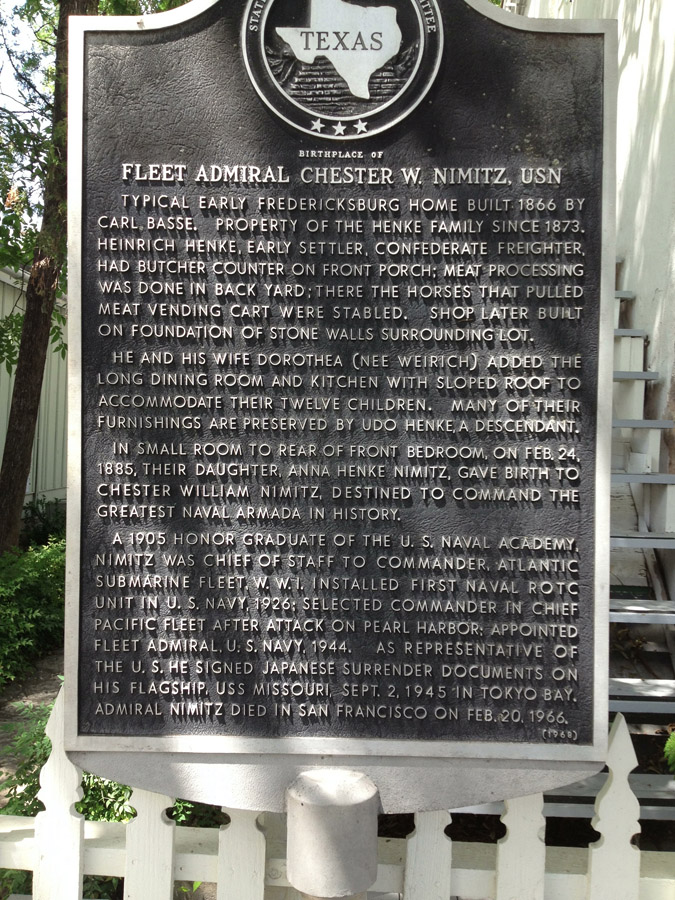 STATE
TEE
TEXAS
BIRTHPLACE OF
FLEET ADMIRAL CHESTER W. NIMITZ, USN
TYPICAL EARLY FREDERICKSBURG HOME BUILT 1866 BY
CARL BASSE. PROPERTY OF THE HENKE FAMILY SINCE 1873.
HEINRICH HENKE, EARLY SETTLER, CONFEDERATE FREIGHTER,
HAD BUTCHER COUNTER ON FRONT PORCH; MEAT PROCESSING
WAS DONE IN BACK YARD; THERE THE HORSES THAT PULLED
MEAT VENDING CART WERE STABLED. SHOP LATER BUILT
ON FOUNDATION OF STONE WALLS SURROUNDING LOT.
HE AND HIS WIFE DOROTHEA (NEE WEIRICH) ADDED THE
LONG DINING ROOM AND KITCHEN WITH SLOPED ROOF TO
ACCOMMODATE THEIR TWELVE CHILDREN. MANY OF THEIR
FURNISHINGS ARE PRESERVED BY UDO HENKE, A DESCENDANT.
IN SMALL ROOM TO REAR OF FRONT BEDROOM, ON FEB. 24,
1885, THEIR DAUGHTER, ANNA HENKE NIMITZ, GAVE BIRTH TO
CHESTER WILLIAM NIMITZ, DESTINED TO COMMAND THE
GREATEST NAVAL ARMADA IN HISTORY.
A 1905 HONOR GRADUATE OF THE U. S. NAVAL ACADEMY,
NIMITZ WAS CHIEF OF STAFF TO COMMANDER, ATLANTIC
SUBMARINE FLEET, W. W. I. INSTALLED FIRST NAVAL ROTC
UNIT IN U. S. NAVY, 1926; SELECTED COMMANDER IN CHIEF
PACIFIC FLEET AFTER ATTACK ON PEARL HARBOR; APPOINTED
FLEET ADMIRAL, U. S. NAVY, 1944. AS REPRESENTATIVE OF
THE U. S. HE SIGNED JAPANESE SURRENDER DOCUMENTS ON
HIS FLAGSHIP, USS MISSOURI, SEPT. 2, 1945 IN TOKYO BAY.
ADMIRAL NIMITZ DIED IN SAN FRANCISCO ON FEB. 20, 1966.
(1968)